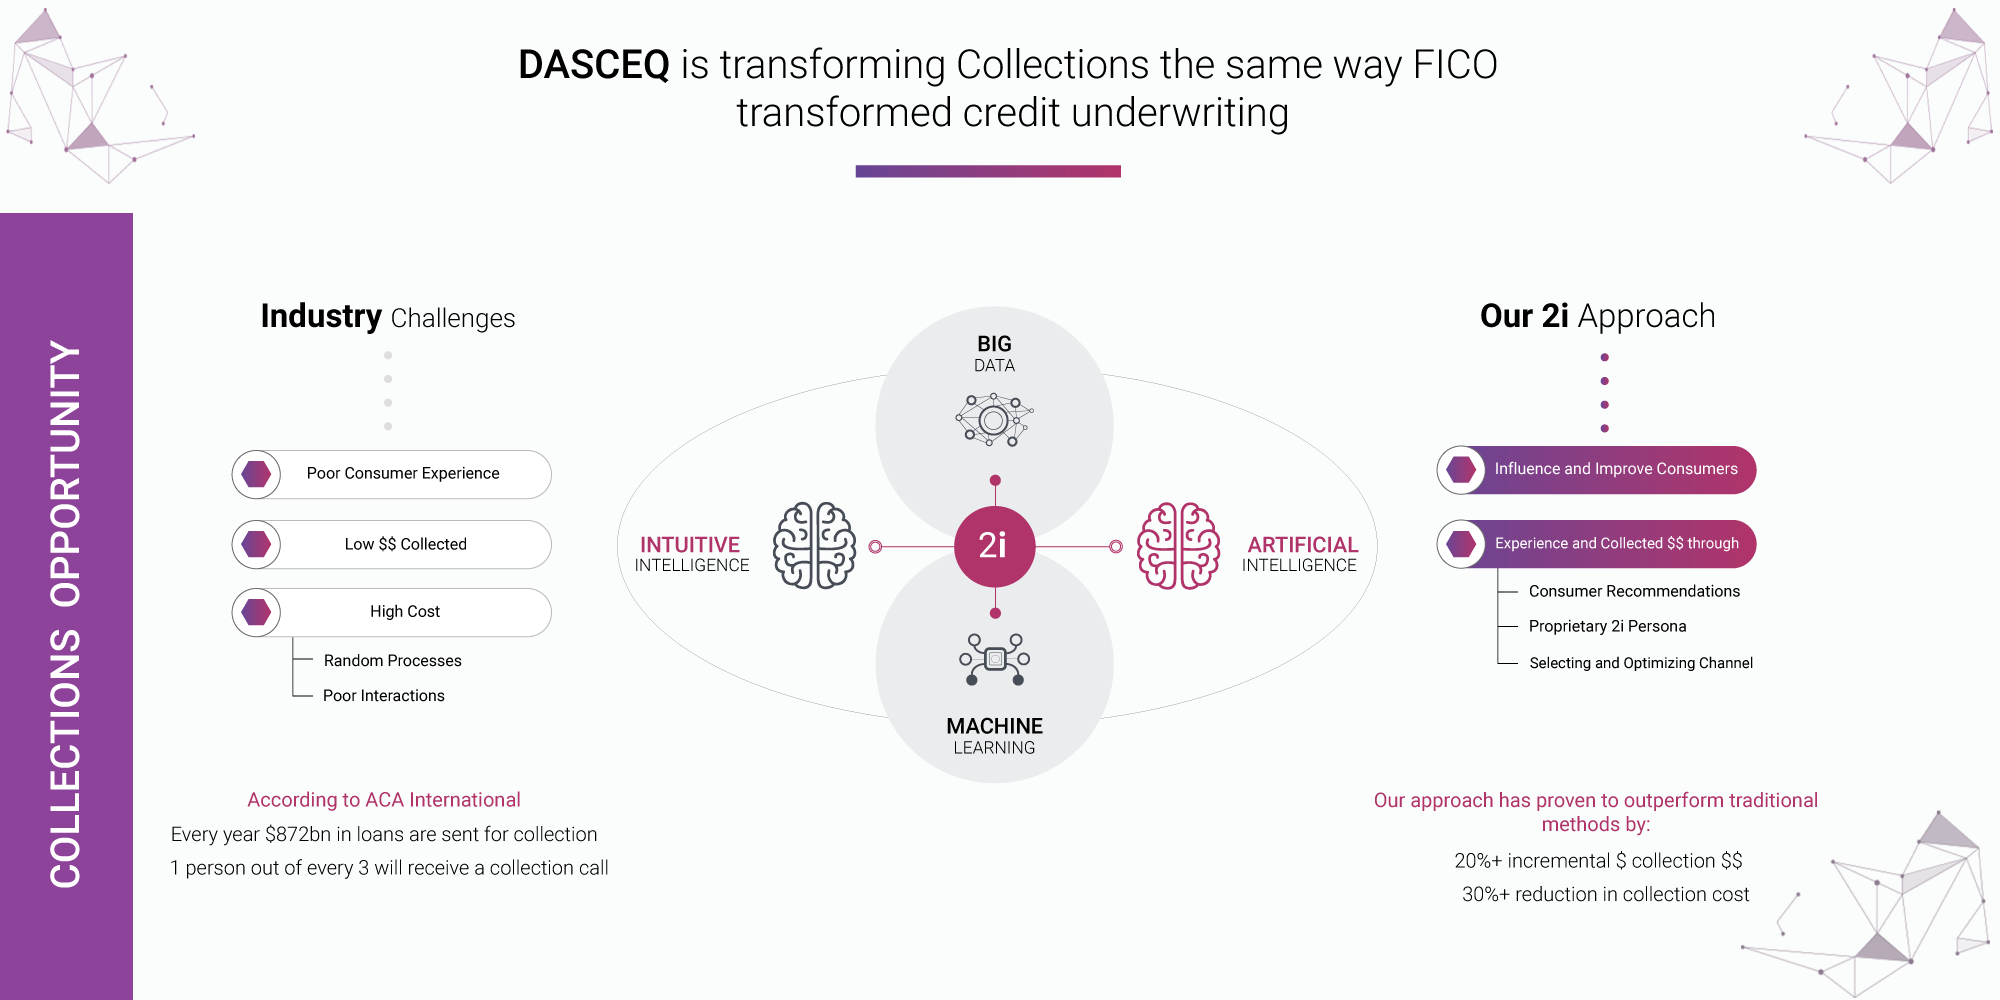 DASCEQ is transforming Collections the same way FICO
transformed credit underwriting
COLLECTIONS OPPORTUNITY
Industry Challenges
Poor Consumer Experience
Low $$ Collected
High Cost
Random Processes
Poor Interactions
According to ACA International
Every year $872bn in loans are sent for collection
1 person out of every 3 will receive a collection call
BIG
DATA
INTUITIVE
INTELLIGENCE
2i
ARTIFICIAL
INTELLIGENCE
MACHINE
LEARNING
Our 2i Approach
Influence and Improve Consumers
Experience and Collected $$ through
Consumer Recommendations
Proprietary 2i Persona
Selecting and Optimizing Channel
Our approach has proven to outperform traditional
methods by:
20%+ incremental $ collection $$
30%+ reduction in collection cost